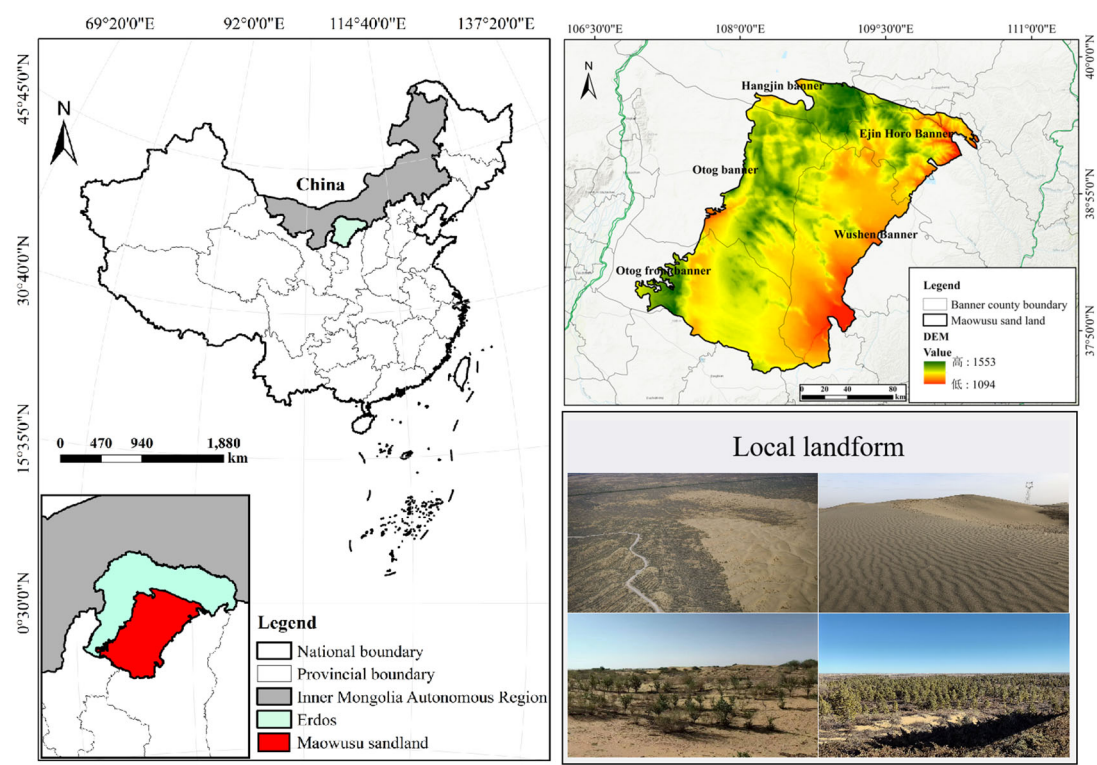 69°20'0"E 92°0'0"E 114°40'0"E 137°20'0"E
45°45'0"N
30°40'0"N
15°35'0"N
0°30'0"N
N
China
0 470 940 1,880
km
Legend
National boundary
Provincial boundary
Inner Mongolia Autonomous Region
Erdos
Maowusu sandland
106°30'0"E 108°0'0"E 109°30'0"E 111°0'0"E
40°0'0"N
38°55'0"N
37°50'0"N
N
Hangjin banner
Ejin Horo Banner
Otog banner
Wushen Banner
Otog front banner
Legend
Banner county boundary
Maowusu sand land
DEM
Value
高 : 1553
低 : 1094
0 20 40 80
km
Local landform